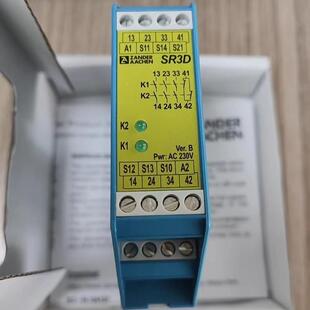 13 23 33 41
A1 S11 S14 S21
ZANDER
AACHEN
SR3D
13 23 33 41
K1
K2
14 24 34 42
K2
K1
Ver. B
Pwr: AC 230V
S12 S13 S10 A2
14 24 34 42